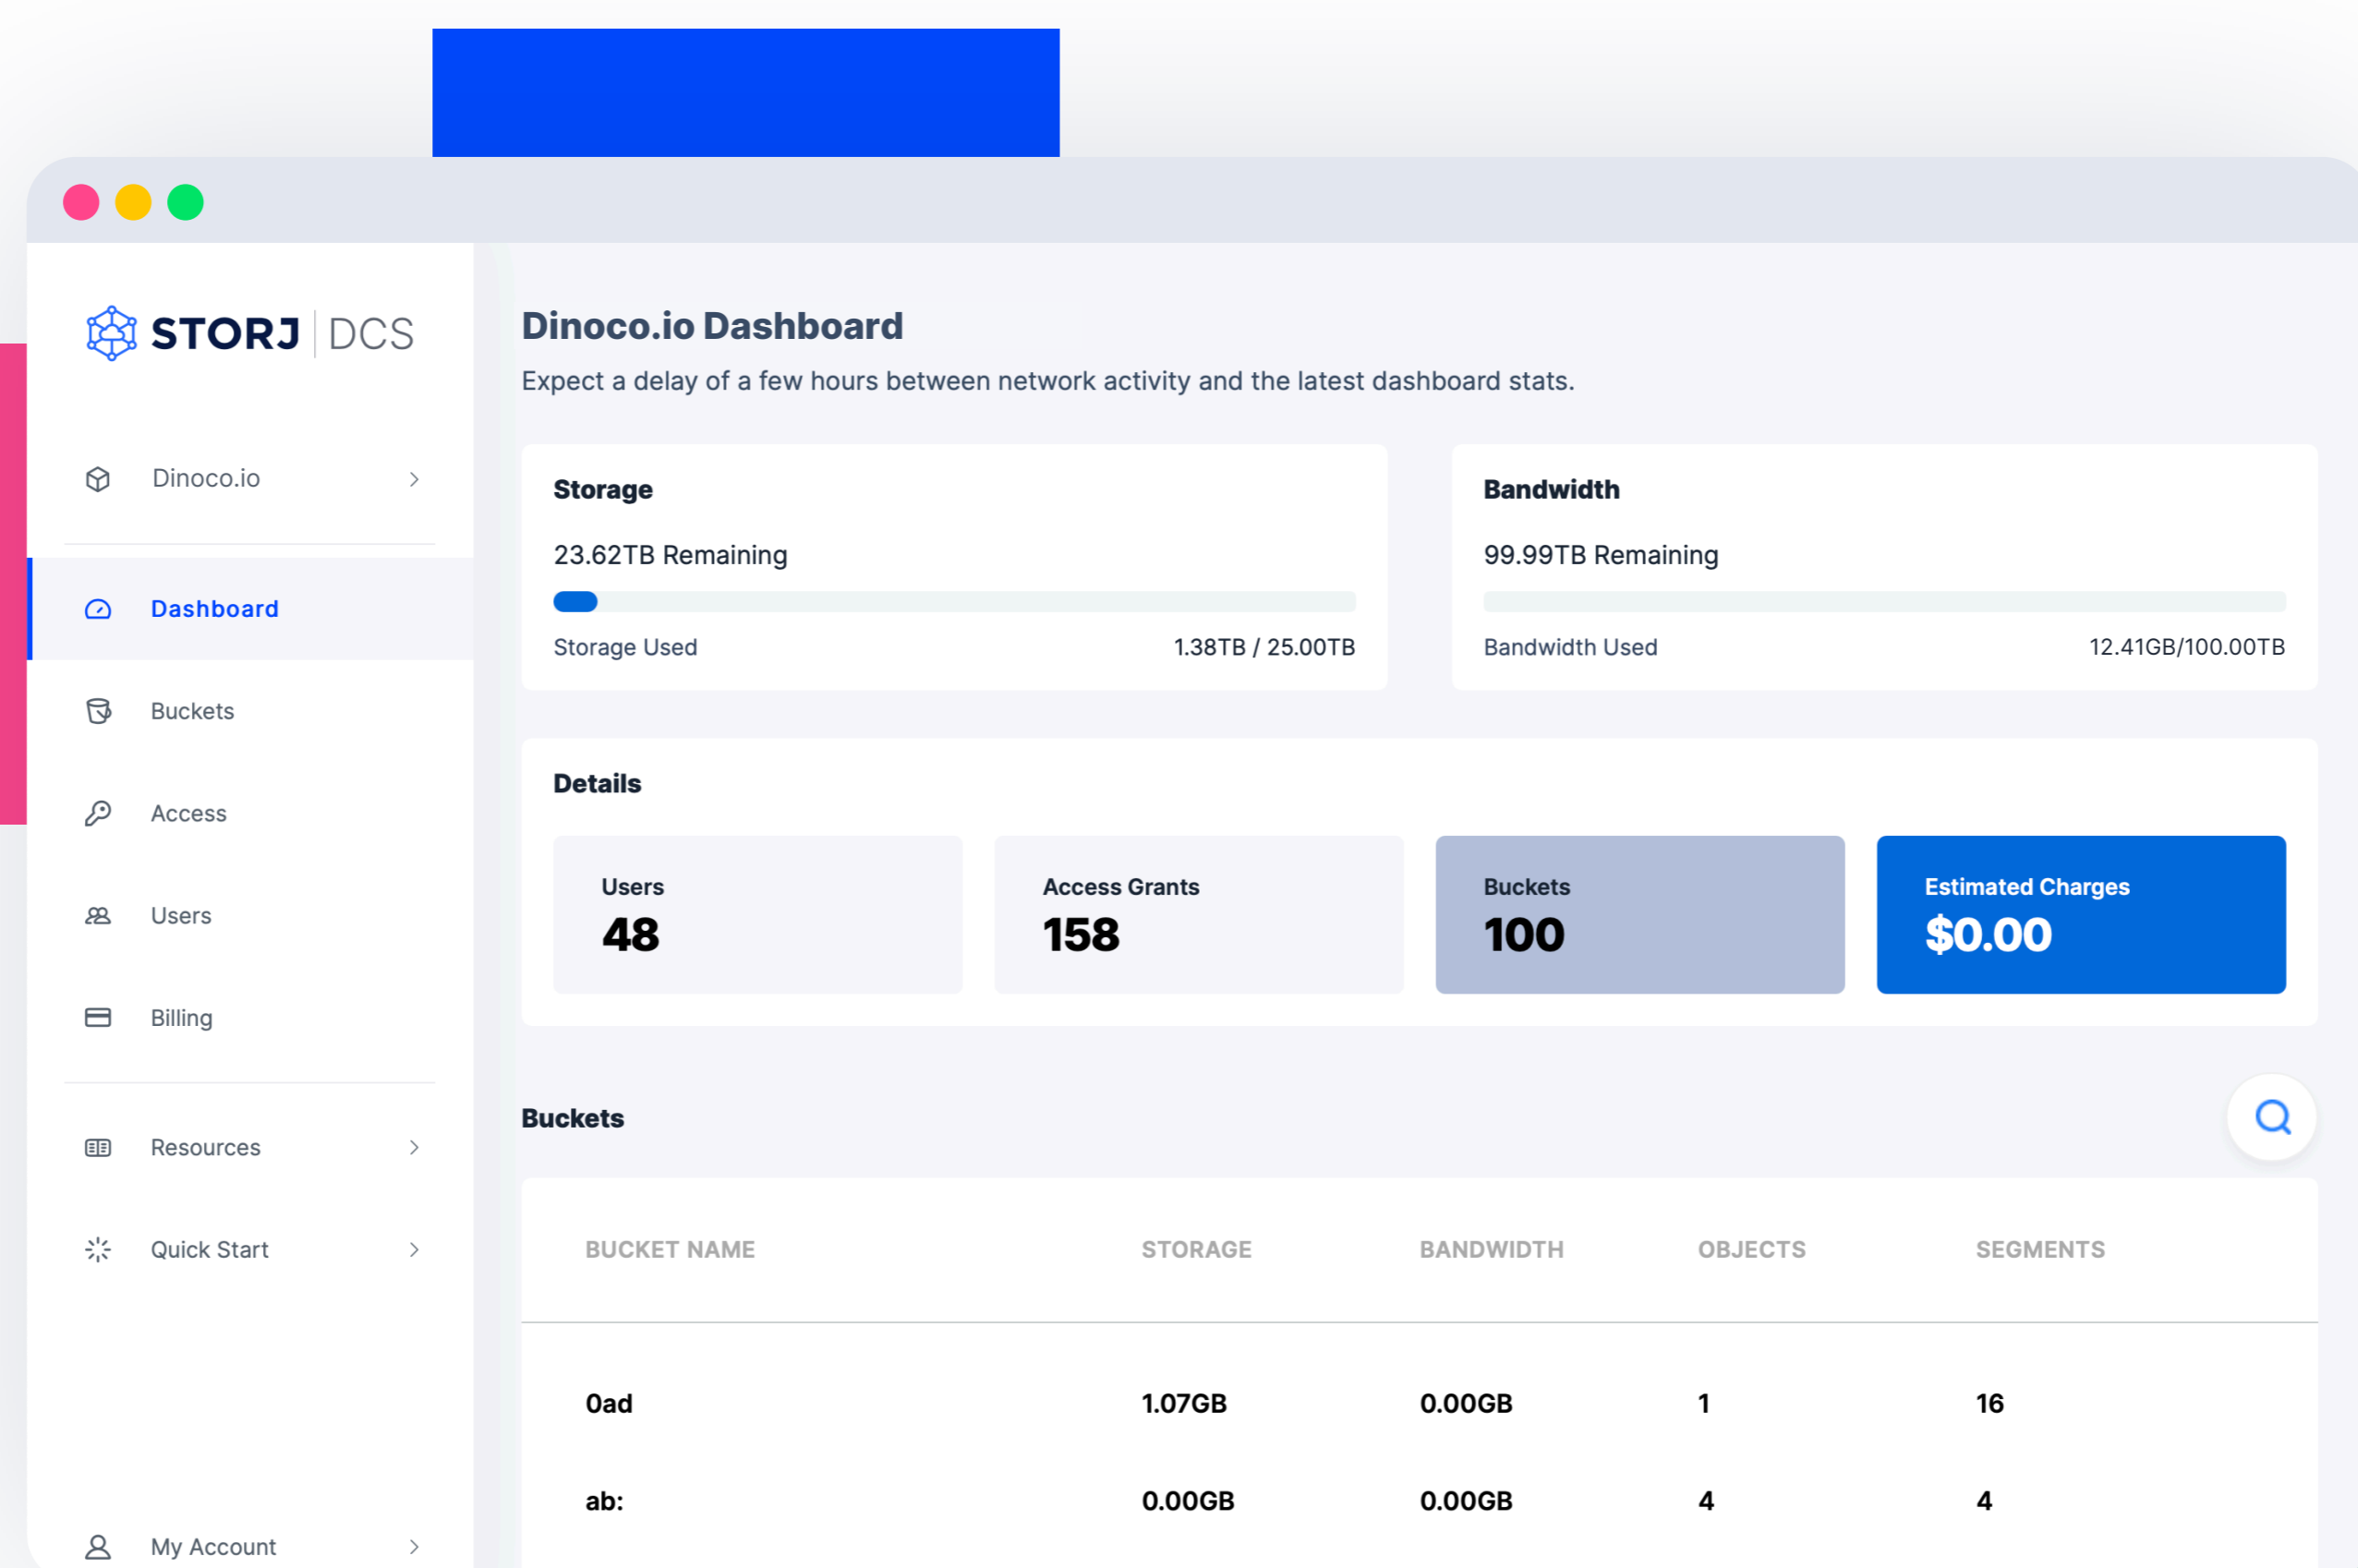 STORJ DCS
Dinoco.io
Dashboard
Buckets
Access
Users
Billing
Resources
Quick Start
My Account
Dinoco.io Dashboard
Expect a delay of a few hours between network activity and the latest dashboard stats.
Storage
23.62TB Remaining
Storage Used 1.38TB / 25.00TB
Bandwidth
99.99TB Remaining
Bandwidth Used 12.41GB/100.00TB
Details
Users
48
Access Grants
158
Buckets
100
Estimated Charges
$0.00
Buckets
BUCKET NAME STORAGE BANDWIDTH OBJECTS SEGMENTS
0ad 1.07GB 0.00GB 1 16
ab: 0.00GB 0.00GB 4 4